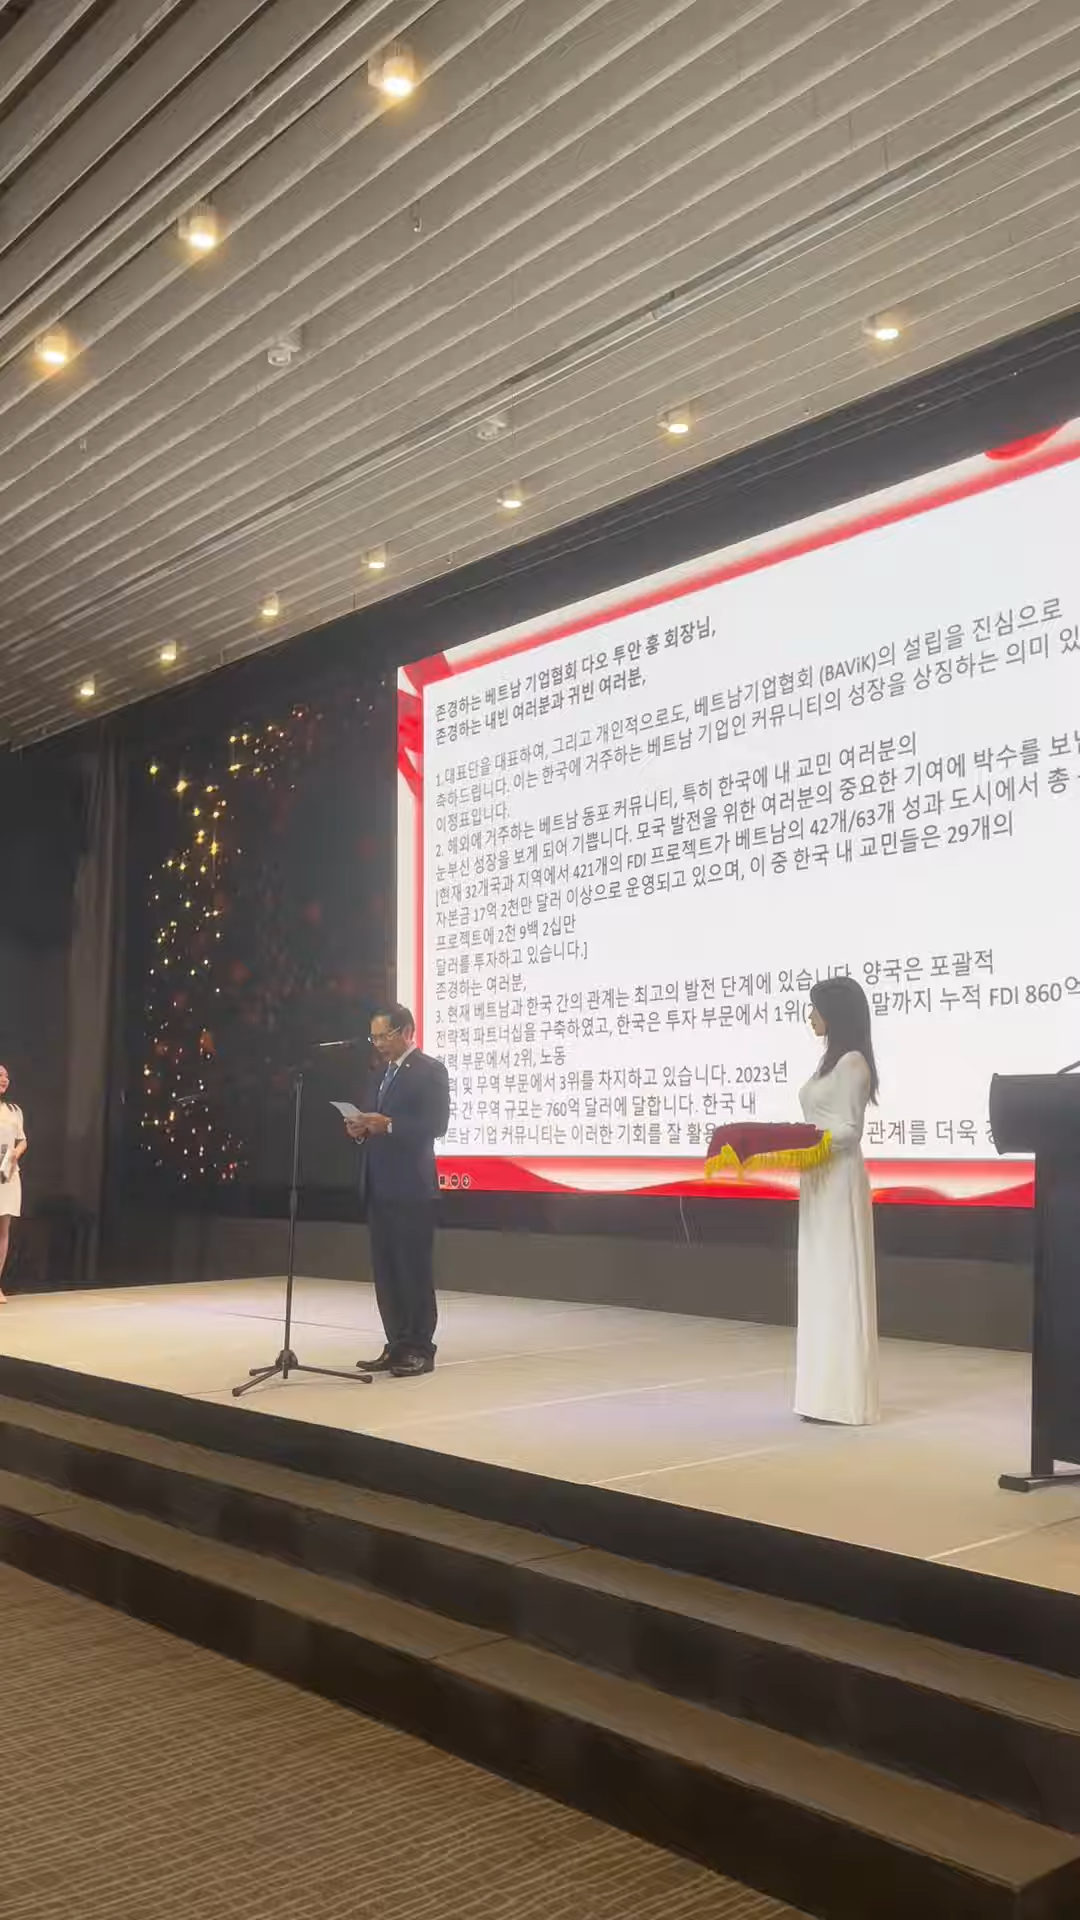 존경하는 베트남 기업협회 다오 투안 훙 회장님,
존경하는 내빈 여러분과 귀빈 여러분,
1.대표단을 대표하여, 그리고 개인적으로도, 베트남기업협회 (BAViK)의 설립을 진심으로
축하드립니다. 이는 한국에 거주하는 베트남 기업인 커뮤니티의 성장을 상징하는 의미
이정표입니다.
2. 해외에 거주하는 베트남 동포 커뮤니티, 특히 한국에 내 교민 여러분의
눈부신 성장을 보게 되어 기쁩니다. 모국 발전을 위한 여러분의 중요한 기여에 박수를
[현재 32개국과 지역에서 421개의 FDI 프로젝트가 베트남의 42개/63개 성과 도시에서 총
자본금 17억 2천만 달러 이상으로 운영되고 있으며, 이 중 한국 내 교민들은 29개의
프로젝트에 2천 9백 2십만
달러를 투자하고 있습니다.]
존경하는 여러분,
3. 현재 베트남과 한국 간의 관계는 최고의 발전 단계에 있습니다. 양국은 포괄적
전략적 파트너십을 구축하였고, 한국은 투자 부문에서 1위( 말까지 누적 FDI 860억
부문에서 2위, 노동
및 무역 부문에서 3위를 차지하고 있습니다. 2023년
간 무역 규모는 760억 달러에 달합니다. 한국 내
기업 커뮤니티는 이러한 기회를 잘 관계를 더욱